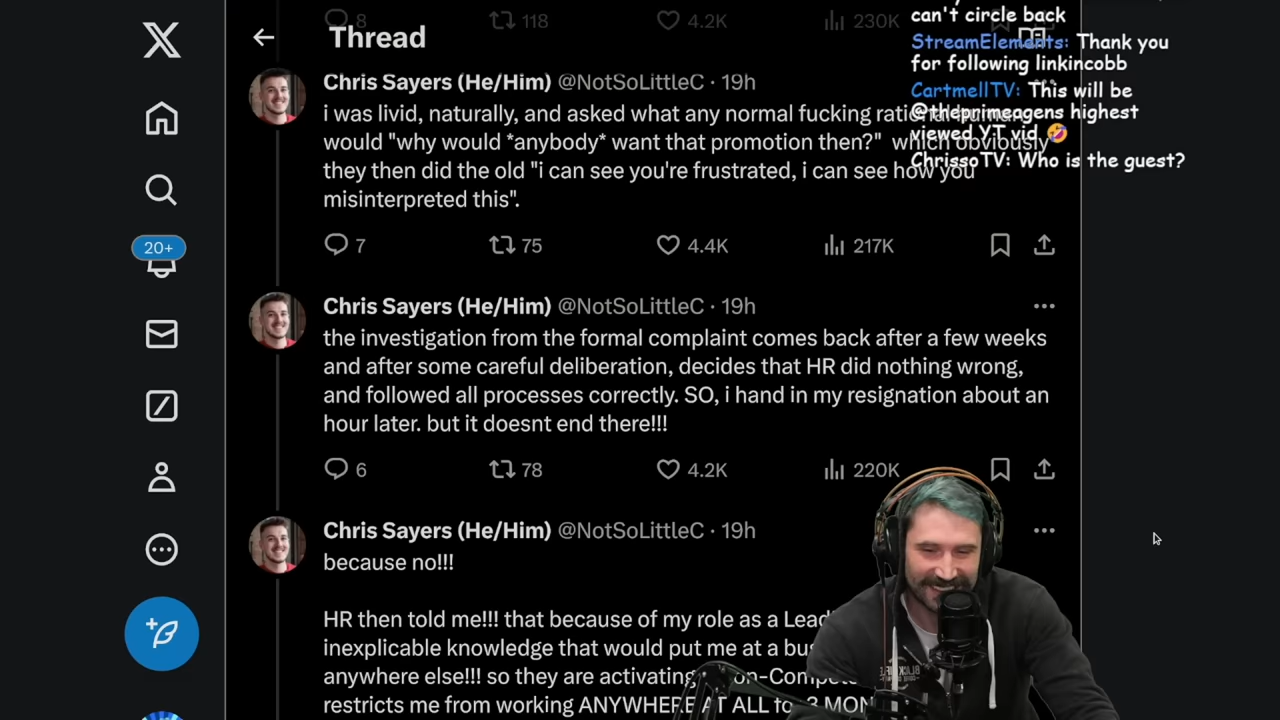 8 118 4.2K 230K
Thread
can't circle back
StreamElements: Thank you
for following linkincobb
CartmellTV: This will be
@theprimeagens highest
viewed YT vid 🤣
ChrissoTV: Who is the guest?
Chris Sayers (He/Him) @NotSoLittleC · 19h
i was livid, naturally, and asked what any normal fucking
would "why would *anybody* want that promotion then?" which obviously
they then did the old "i can see you're frustrated, i can see how you
misinterpreted this".
7 75 4.4K 217K
20+
Chris Sayers (He/Him) @NotSoLittleC · 19h
the investigation from the formal complaint comes back after a few weeks
and after some careful deliberation, decides that HR did nothing wrong,
and followed all processes correctly. SO, i hand in my resignation about an
hour later. but it doesnt end there!!!
6 78 4.2K 220K
Chris Sayers (He/Him) @NotSoLittleC · 19h
because no!!!
HR then told me!!! that because of my role as a Lead
inexplicable knowledge that would put me at a
anywhere else!!! so they are activating
restricts me from working ANYWHERE AT ALL for 3